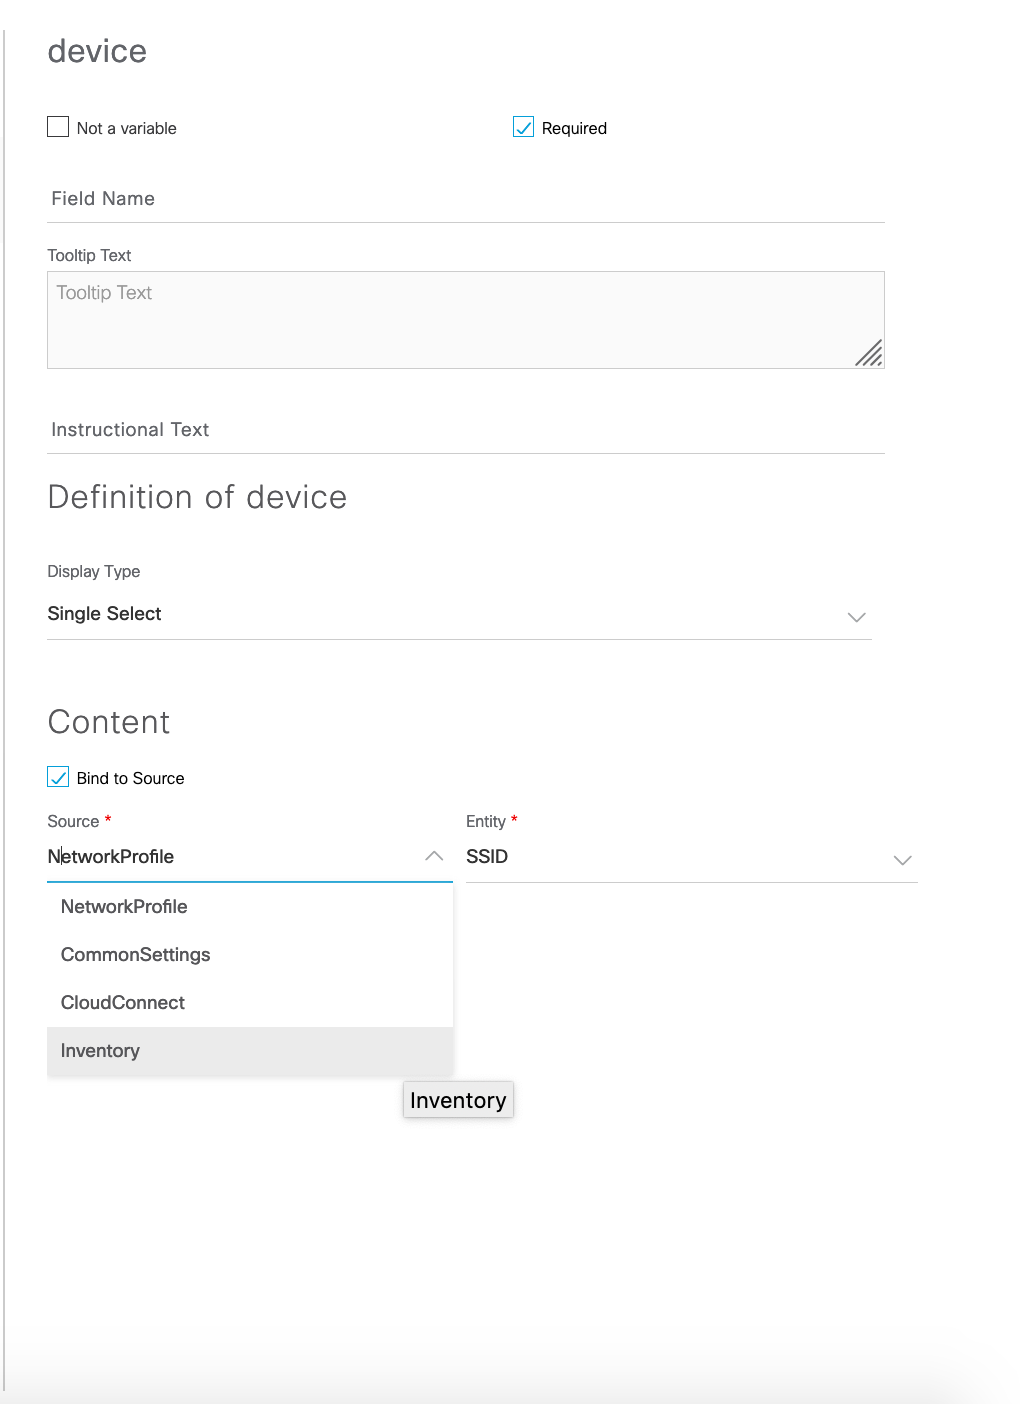 device
Not a variable
Required
Field Name
Tooltip Text
Tooltip Text
Instructional Text
Definition of device
Display Type
Single Select
Content
Bind to Source
Source *
Entity *
NetworkProfile
SSID
NetworkProfile
CommonSettings
CloudConnect
Inventory
Inventory